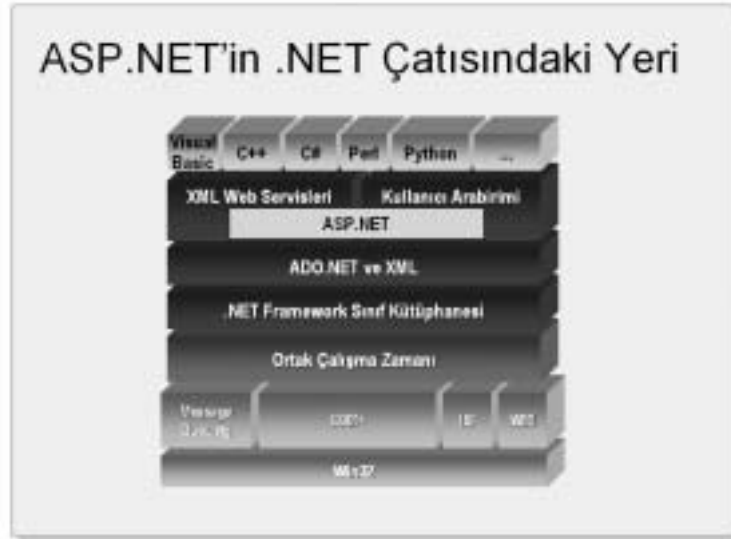 ASP.NET'in .NET Çatısındaki Yeri
Visual Basic C++ C# Perl Python ...
XML Web Servisleri Kullanıcı Arabirimi
ASP.NET
ADO.NET ve XML
.NET Framework Sınıf Kütüphanesi
Ortak Çalışma Zamanı
Win32